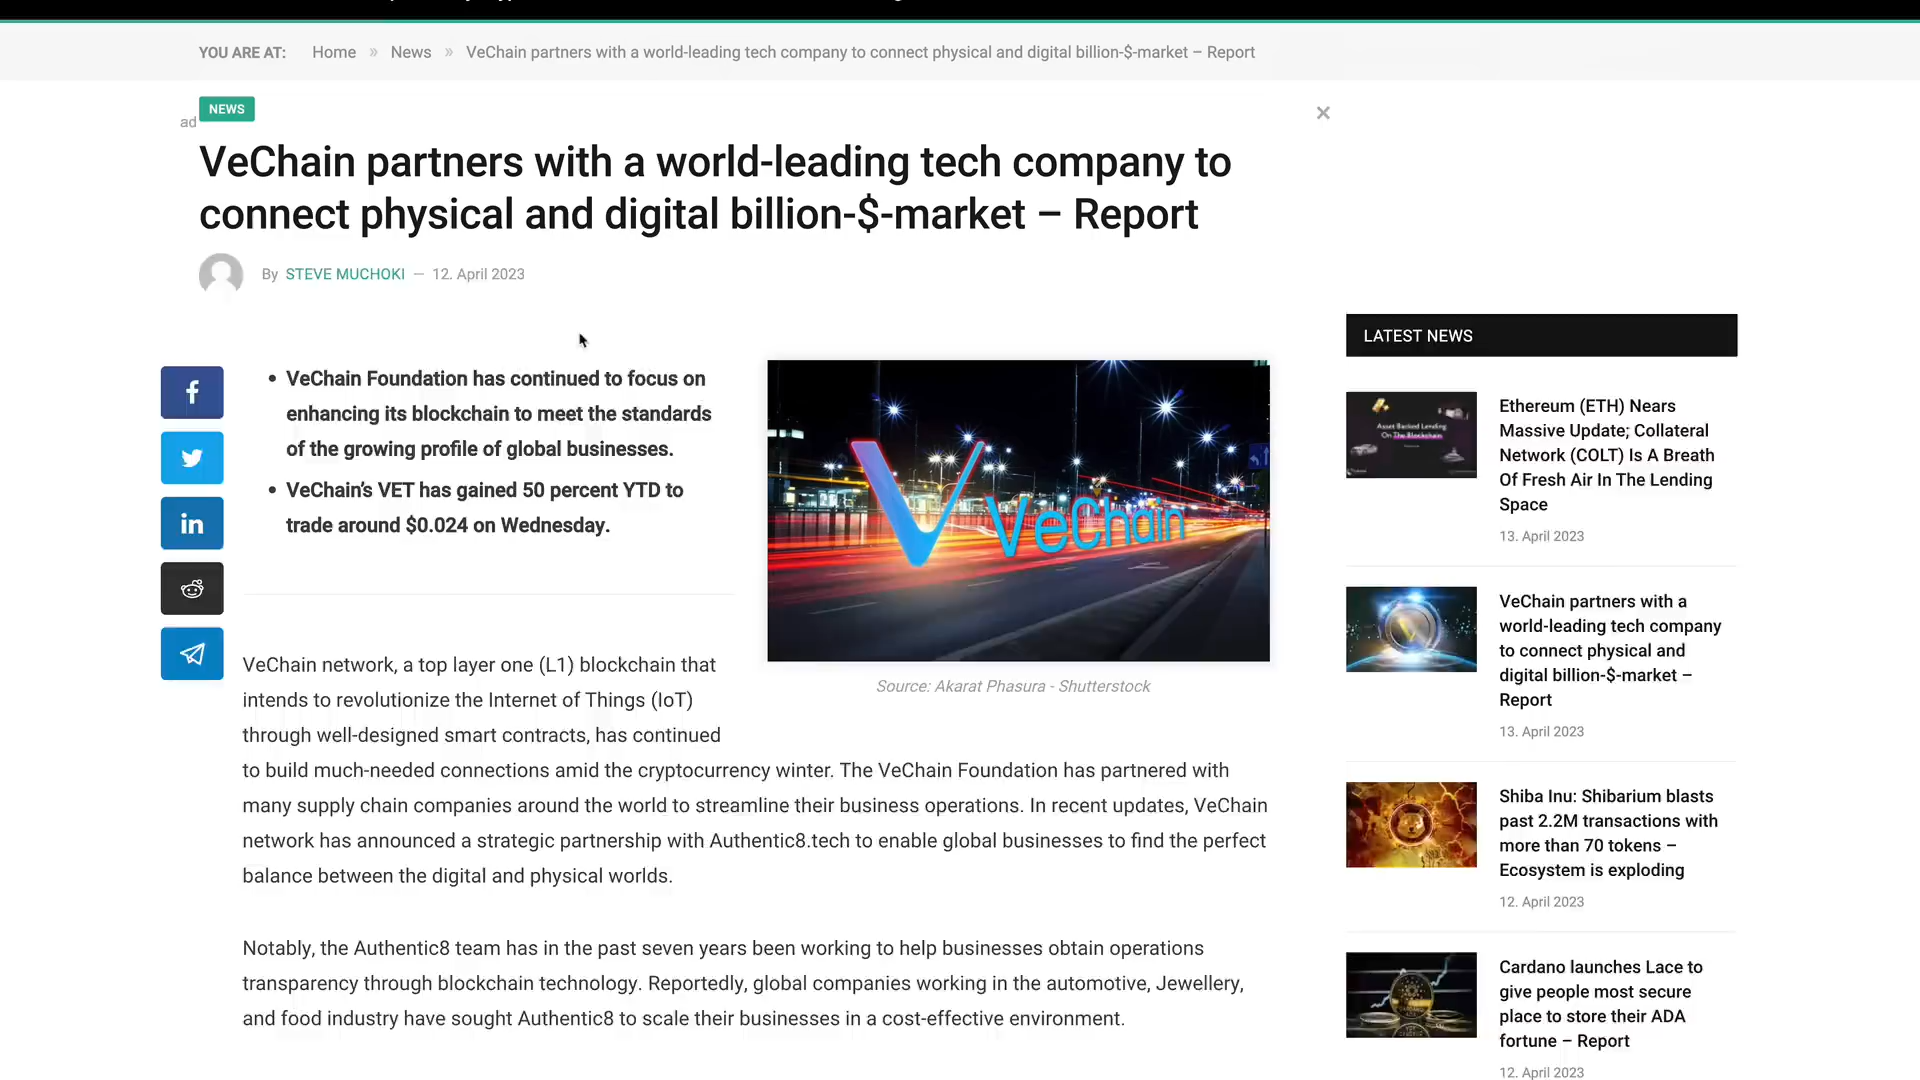 YOU ARE AT: Home » News » VeChain partners with a world-leading tech company to connect physical and digital billion-$-market – Report
NEWS
ad
VeChain partners with a world-leading tech company to
connect physical and digital billion-$-market – Report
By STEVE MUCHOKI — 12. April 2023
• VeChain Foundation has continued to focus on
enhancing its blockchain to meet the standards
of the growing profile of global businesses.
• VeChain's VET has gained 50 percent YTD to
trade around $0.024 on Wednesday.
VeChain
Source: Akarat Phasura - Shutterstock
VeChain network, a top layer one (L1) blockchain that
intends to revolutionize the Internet of Things (IoT)
through well-designed smart contracts, has continued
to build much-needed connections amid the cryptocurrency winter. The VeChain Foundation has partnered with
many supply chain companies around the world to streamline their business operations. In recent updates, VeChain
network has announced a strategic partnership with Authentic8.tech to enable global businesses to find the perfect
balance between the digital and physical worlds.
Notably, the Authentic8 team has in the past seven years been working to help businesses obtain operations
transparency through blockchain technology. Reportedly, global companies working in the automotive, Jewellery,
and food industry have sought Authentic8 to scale their businesses in a cost-effective environment.
LATEST NEWS
Asset Backed Lending
On The Blockchain
Ethereum (ETH) Nears
Massive Update; Collateral
Network (COLT) Is A Breath
Of Fresh Air In The Lending
Space
13. April 2023
VeChain partners with a
world-leading tech company
to connect physical and
digital billion-$-market –
Report
13. April 2023
Shiba Inu: Shibarium blasts
past 2.2M transactions with
more than 70 tokens –
Ecosystem is exploding
12. April 2023
Cardano launches Lace to
give people most secure
place to store their ADA
fortune – Report
12. April 2023